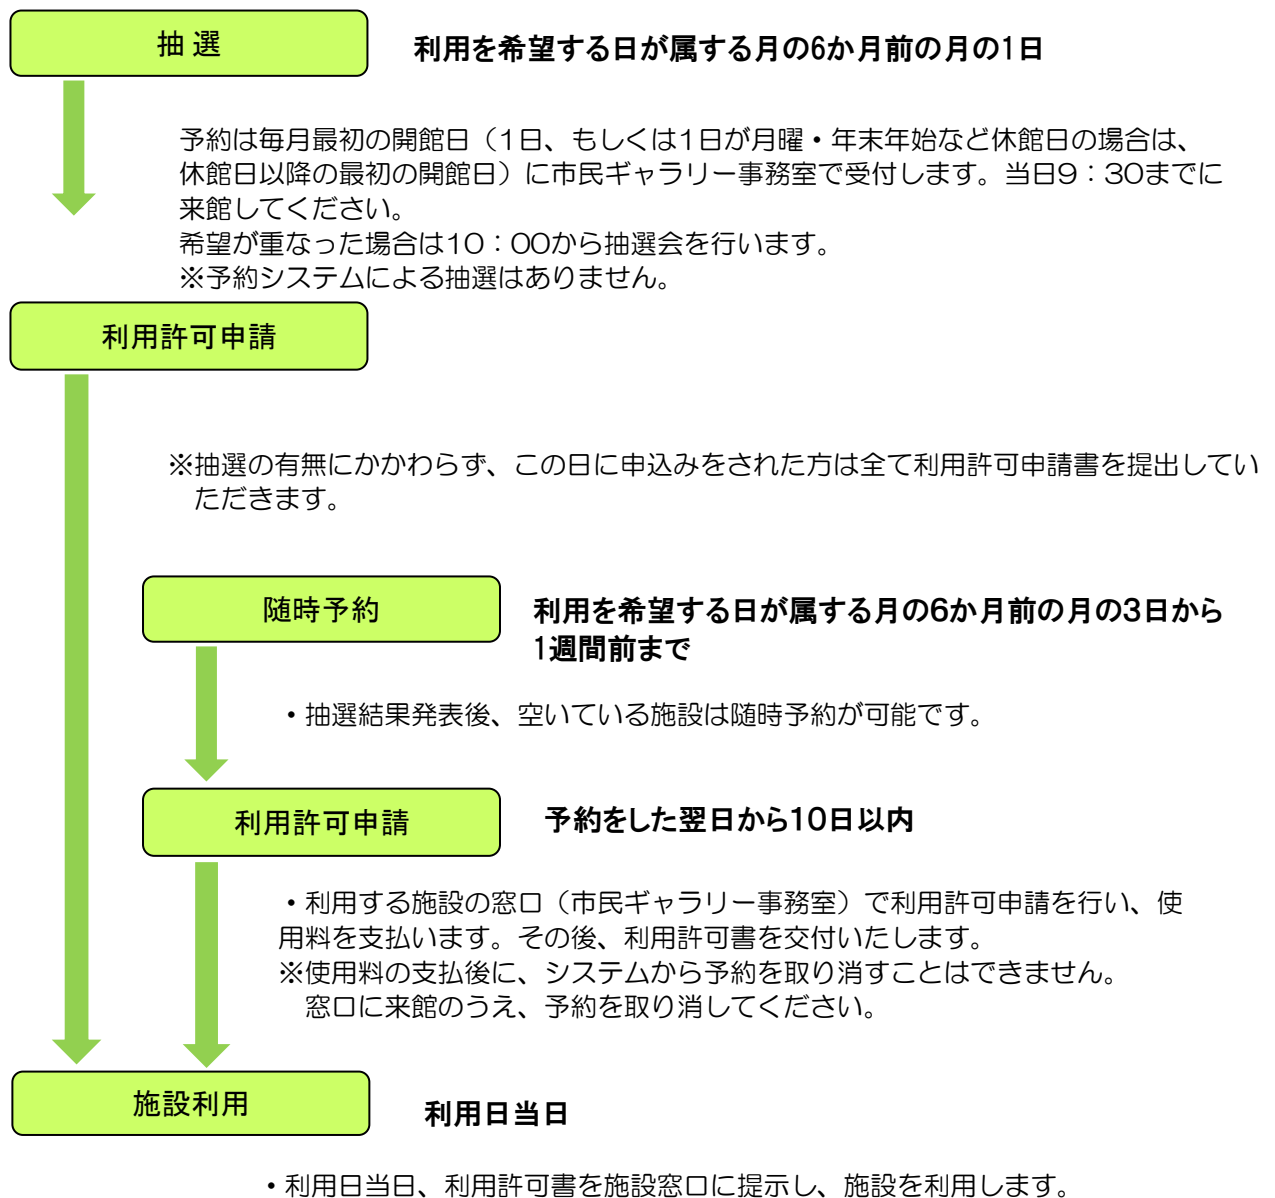 抽 選
利用を希望する日が属する月の6か月前の月の1日
予約は毎月最初の開館日（1日、もしくは1日が月曜・年末年始など休館日の場合は、
休館日以降の最初の開館日）に市民ギャラリー事務室で受付します。当日9：30までに
来館してください。
希望が重なった場合は10：00から抽選会を行います。
※予約システムによる抽選はありません。
利用許可申請
※抽選の有無にかかわらず、この日に申込みをされた方は全て利用許可申請書を提出してい
ただきます。
随時予約
利用を希望する日が属する月の6か月前の月の3日から
1週間前まで
・抽選結果発表後、空いている施設は随時予約が可能です。
利用許可申請
予約をした翌日から10日以内
・利用する施設の窓口（市民ギャラリー事務室）で利用許可申請を行い、使
用料を支払います。その後、利用許可書を交付いたします。
※使用料の支払後に、システムから予約を取り消すことはできません。
窓口に来館のうえ、予約を取り消してください。
施設利用
利用日当日
・利用日当日、利用許可書を施設窓口に提示し、施設を利用します。